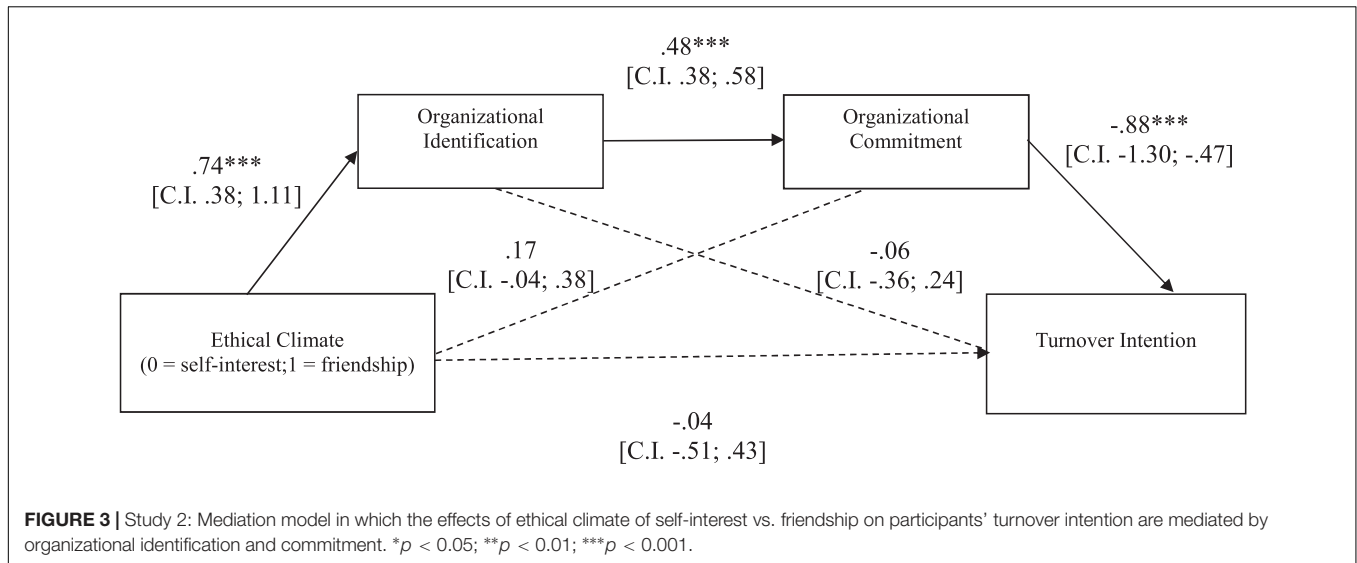 .48***
[C.I. .38; .58]
Organizational
Identification
Organizational
Commitment
-.88***
[C.I. -1.30; -.47]
.74***
[C.I. .38; 1.11]
.17
[C.I. -.04; .38]
-.06
[C.I. -.36; .24]
Ethical Climate
(0 = self-interest;1 = friendship)
Turnover Intention
-.04
[C.I. -.51; .43]
FIGURE 3 | Study 2: Mediation model in which the effects of ethical climate of self-interest vs. friendship on participants’ turnover intention are mediated by
organizational identification and commitment. *p < 0.05; **p < 0.01; ***p < 0.001.